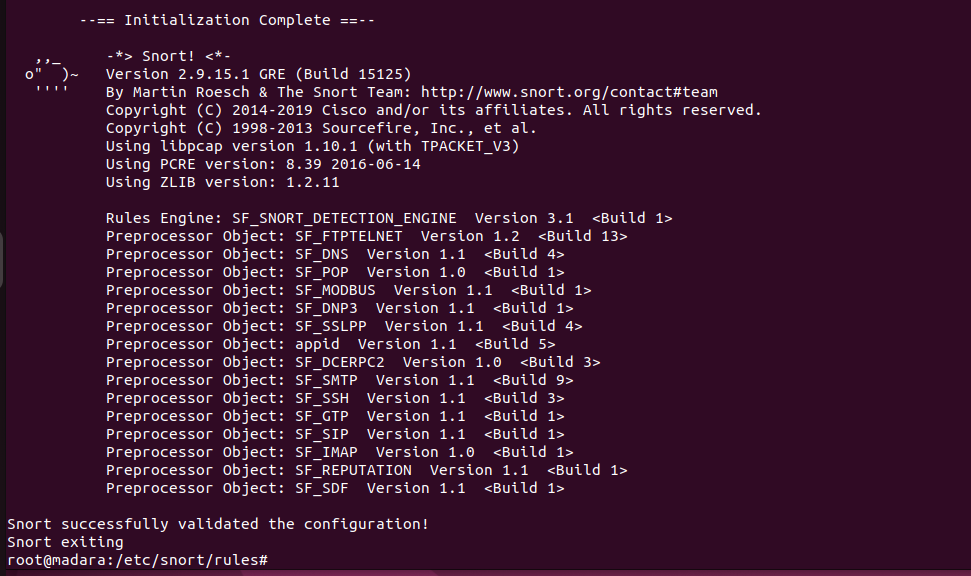 --== Initialization Complete ==--
,,_     -*> Snort! <*-
o"  )~   Version 2.9.15.1 GRE (Build 15125)
''''    By Martin Roesch & The Snort Team: http://www.snort.org/contact#team
Copyright (C) 2014-2019 Cisco and/or its affiliates. All rights reserved.
Copyright (C) 1998-2013 Sourcefire, Inc., et al.
Using libpcap version 1.10.1 (with TPACKET_V3)
Using PCRE version: 8.39 2016-06-14
Using ZLIB version: 1.2.11
Rules Engine: SF_SNORT_DETECTION_ENGINE  Version 3.1  <Build 1>
Preprocessor Object: SF_FTPTELNET  Version 1.2  <Build 13>
Preprocessor Object: SF_DNS  Version 1.1  <Build 4>
Preprocessor Object: SF_POP  Version 1.0  <Build 1>
Preprocessor Object: SF_MODBUS  Version 1.1  <Build 1>
Preprocessor Object: SF_DNP3  Version 1.1  <Build 1>
Preprocessor Object: SF_SSLPP  Version 1.1  <Build 4>
Preprocessor Object: appid  Version 1.1  <Build 5>
Preprocessor Object: SF_DCERPC2  Version 1.0  <Build 3>
Preprocessor Object: SF_SMTP  Version 1.1  <Build 9>
Preprocessor Object: SF_SSH  Version 1.1  <Build 3>
Preprocessor Object: SF_GTP  Version 1.1  <Build 1>
Preprocessor Object: SF_SIP  Version 1.1  <Build 1>
Preprocessor Object: SF_IMAP  Version 1.0  <Build 1>
Preprocessor Object: SF_REPUTATION  Version 1.1  <Build 1>
Preprocessor Object: SF_SDF  Version 1.1  <Build 1>
Snort successfully validated the configuration!
Snort exiting
root@madara:/etc/snort/rules#